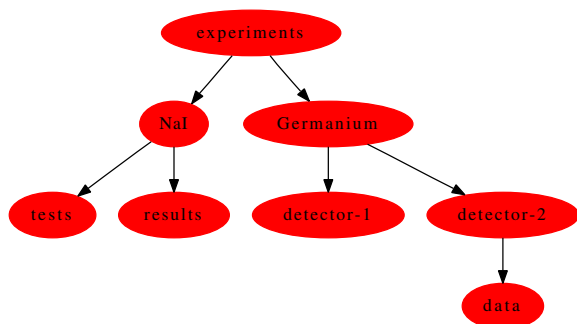 experiments
NaI
Germanium
tests
results
detector-1
detector-2
data